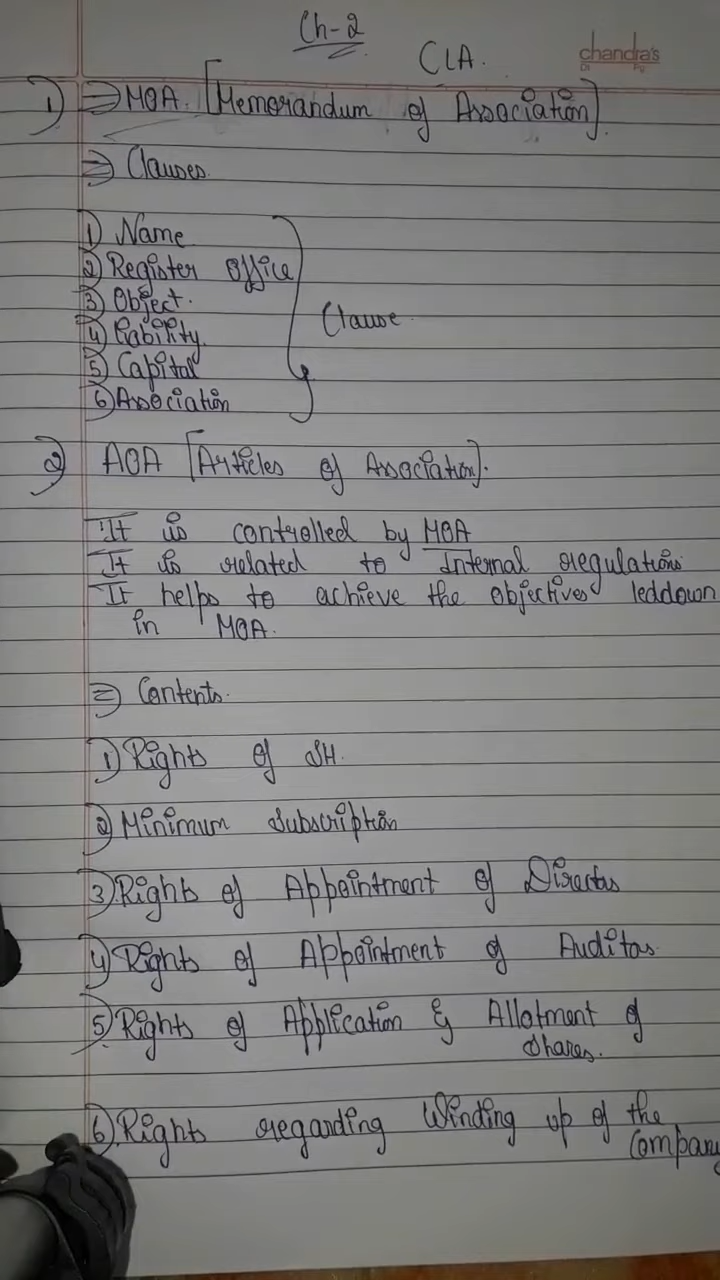 Ch-2
CLA.
chandra's
1) => MOA. [Memorandum of Association].
=> Clauses.
1) Name
2) Register Office
3) Object.
4) Liability.
5) Capital
6) Association
Clause.
2) AOA [Articles of Association].
It is controlled by MOA
It is related to Internal regulations
It helps to achieve the objectives leddown
in MOA.
=> Contents.
1) Rights of SH.
2) Minimum Subscription
3) Rights of Appointment of Directors
4) Rights of Appointment of Auditors.
5) Rights of Application & Allotment of
Shares.
6) Rights regarding Winding up of the
Company